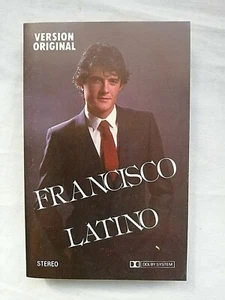 VERSION
ORIGINAL
FRANCISCO
LATINO
STEREO
DOLBY SYSTEM